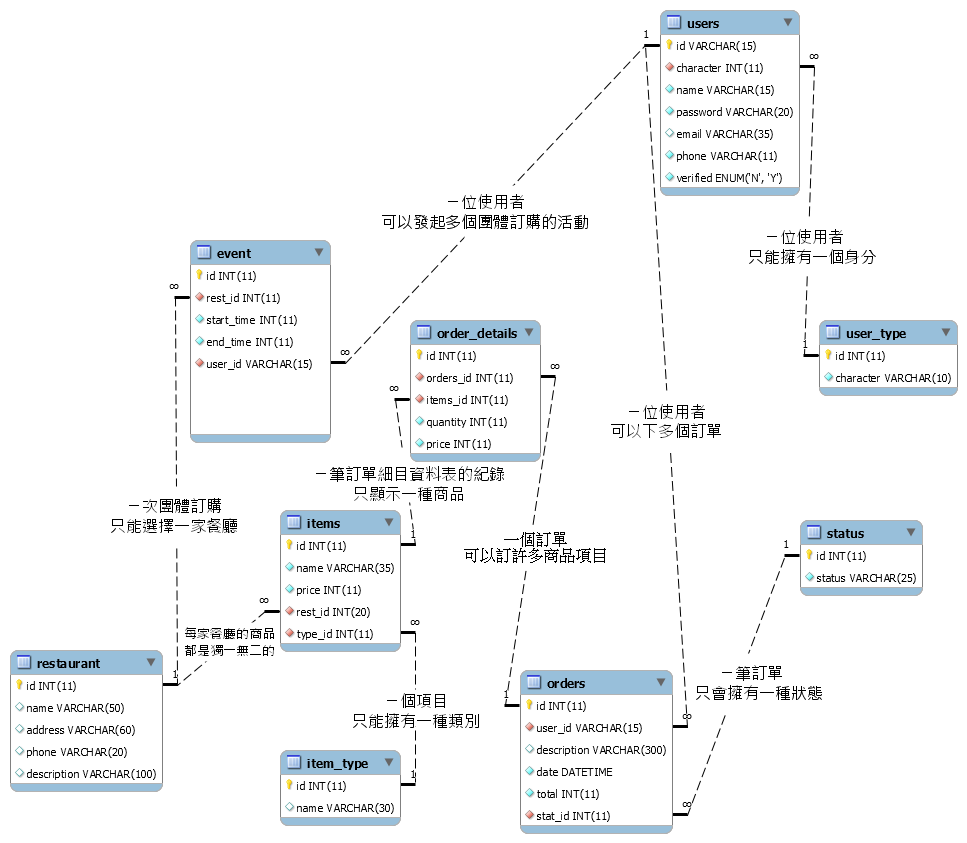 users
id VARCHAR(15)
character INT(11)
name VARCHAR(15)
password VARCHAR(20)
email VARCHAR(35)
phone VARCHAR(11)
verified ENUM('N', 'Y')
1
∞
一位使用者
可以發起多個團體訂購的活動
一位使用者
只能擁有一個身分
event
id INT(11)
rest_id INT(11)
start_time INT(11)
end_time INT(11)
user_id VARCHAR(15)
∞
∞
order_details
id INT(11)
orders_id INT(11)
items_id INT(11)
quantity INT(11)
price INT(11)
∞
∞
user_type
id INT(11)
character VARCHAR(10)
1
一位使用者
可以下多個訂單
一筆訂單細目資料表的紀錄
只顯示一種商品
一次團體訂購
只能選擇一家餐廳
items
id INT(11)
name VARCHAR(35)
price INT(11)
rest_id INT(20)
type_id INT(11)
1
∞
∞
一個訂單
可以訂許多商品項目
status
id INT(11)
status VARCHAR(25)
1
每家餐廳的商品
都是獨一無二的
restaurant
id INT(11)
name VARCHAR(50)
address VARCHAR(60)
phone VARCHAR(20)
description VARCHAR(100)
1
一個項目
只能擁有一種類別
一筆訂單
只會擁有一種狀態
orders
id INT(11)
user_id VARCHAR(15)
description VARCHAR(300)
date DATETIME
total INT(11)
stat_id INT(11)
1
∞
∞
item_type
id INT(11)
name VARCHAR(30)
1